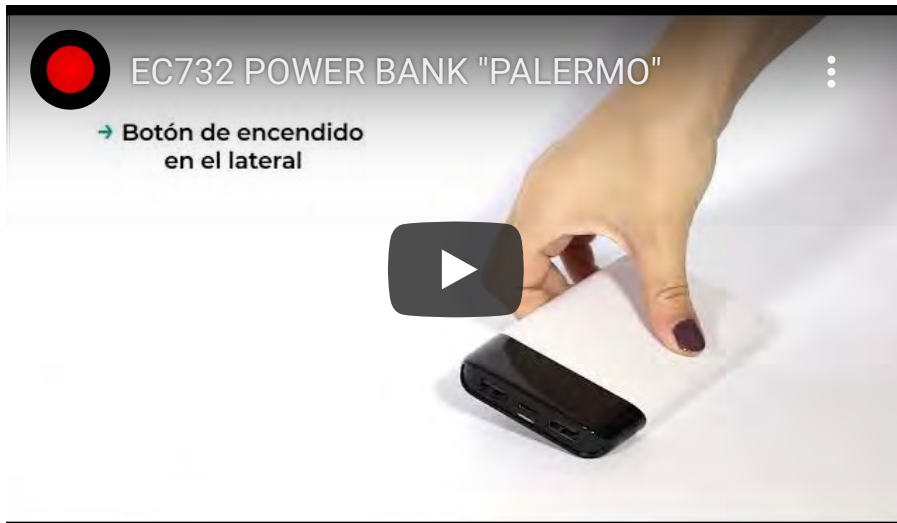 EC732 POWER BANK "PALERMO"
→ Botón de encendido
en el lateral